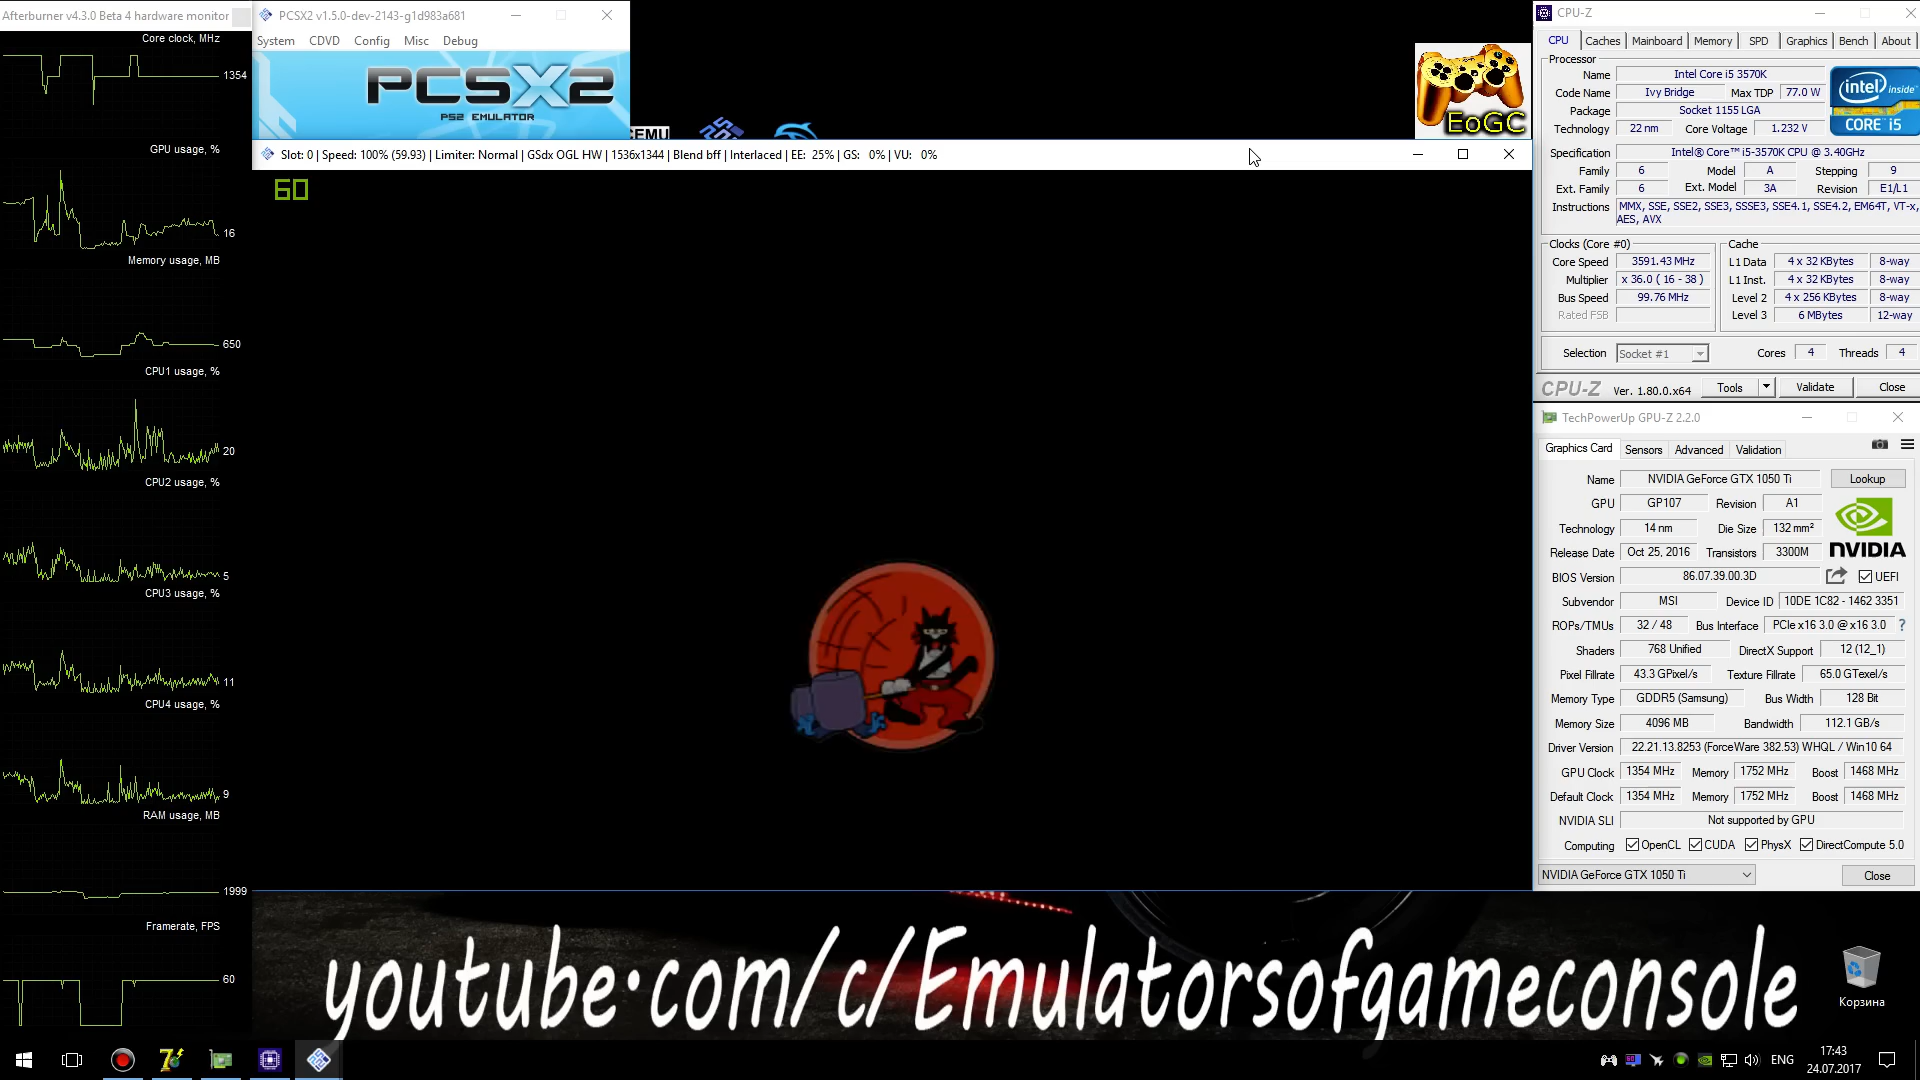 Afterburner v4.3.0 Beta 4 hardware monitor
Core clock, MHz
1354
GPU usage, %
16
Memory usage, MB
650
CPU1 usage, %
20
CPU2 usage, %
5
CPU3 usage, %
11
CPU4 usage, %
9
RAM usage, MB
1999
Framerate, FPS
60
PCSX2 v1.5.0-dev-2143-g1d983a681
System CDVD Config Misc Debug
PCSX2
PS2 EMULATOR
CEMU
EoGC
Slot: 0 | Speed: 100% (59.93) | Limiter: Normal | GSdx OGL HW | 1536x1344 | Blend bff | Interlaced | EE: 25% | GS: 0% | VU: 0%
60
CPU-Z
CPU Caches Mainboard Memory SPD Graphics Bench About
Processor
Name Intel Core i5 3570K
Code Name Ivy Bridge Max TDP 77.0 W
Package Socket 1155 LGA
Technology 22 nm Core Voltage 1.232 V
intel inside
CORE i5
Specification Intel® Core™ i5-3570K CPU @ 3.40GHz
Family 6 Model A Stepping 9
Ext. Family 6 Ext. Model 3A Revision E1/L1
Instructions MMX, SSE, SSE2, SSE3, SSSE3, SSE4.1, SSE4.2, EM64T, VT-x,
AES, AVX
Clocks (Core #0) Cache
Core Speed 3591.43 MHz L1 Data 4 x 32 KBytes 8-way
Multiplier x 36.0 ( 16 - 38 ) L1 Inst. 4 x 32 KBytes 8-way
Bus Speed 99.76 MHz Level 2 4 x 256 KBytes 8-way
Rated FSB Level 3 6 MBytes 12-way
Selection Socket #1 Cores 4 Threads 4
CPU-Z Ver. 1.80.0.x64 Tools Validate Close
TechPowerUp GPU-Z 2.2.0
Graphics Card Sensors Advanced Validation
Name NVIDIA GeForce GTX 1050 Ti Lookup
GPU GP107 Revision A1
Technology 14 nm Die Size 132 mm²
Release Date Oct 25, 2016 Transistors 3300M
NVIDIA
BIOS Version 86.07.39.00.3D UEFI
Subvendor MSI Device ID 10DE 1C82 - 1462 3351
ROPs/TMUs 32 / 48 Bus Interface PCIe x16 3.0 @ x16 3.0 ?
Shaders 768 Unified DirectX Support 12 (12_1)
Pixel Fillrate 43.3 GPixel/s Texture Fillrate 65.0 GTexel/s
Memory Type GDDR5 (Samsung) Bus Width 128 Bit
Memory Size 4096 MB Bandwidth 112.1 GB/s
Driver Version 22.21.13.8253 (ForceWare 382.53) WHQL / Win10 64
GPU Clock 1354 MHz Memory 1752 MHz Boost 1468 MHz
Default Clock 1354 MHz Memory 1752 MHz Boost 1468 MHz
NVIDIA SLI Not supported by GPU
Computing OpenCL CUDA PhysX DirectCompute 5.0
NVIDIA GeForce GTX 1050 Ti Close
youtube.com/c/Emulatorsofgameconsole
Корзина
ENG
17:43
24.07.2017